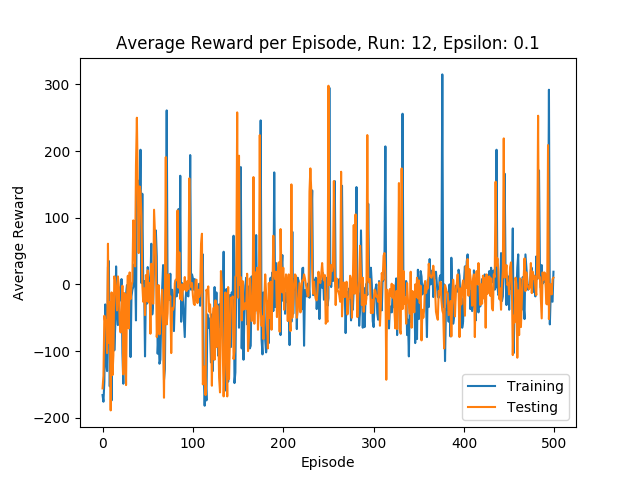 Average Reward per Episode, Run: 12, Epsilon: 0.1
Average Reward
300
200
100
0
−100
−200
0
100
200
300
400
500
Episode
Training
Testing